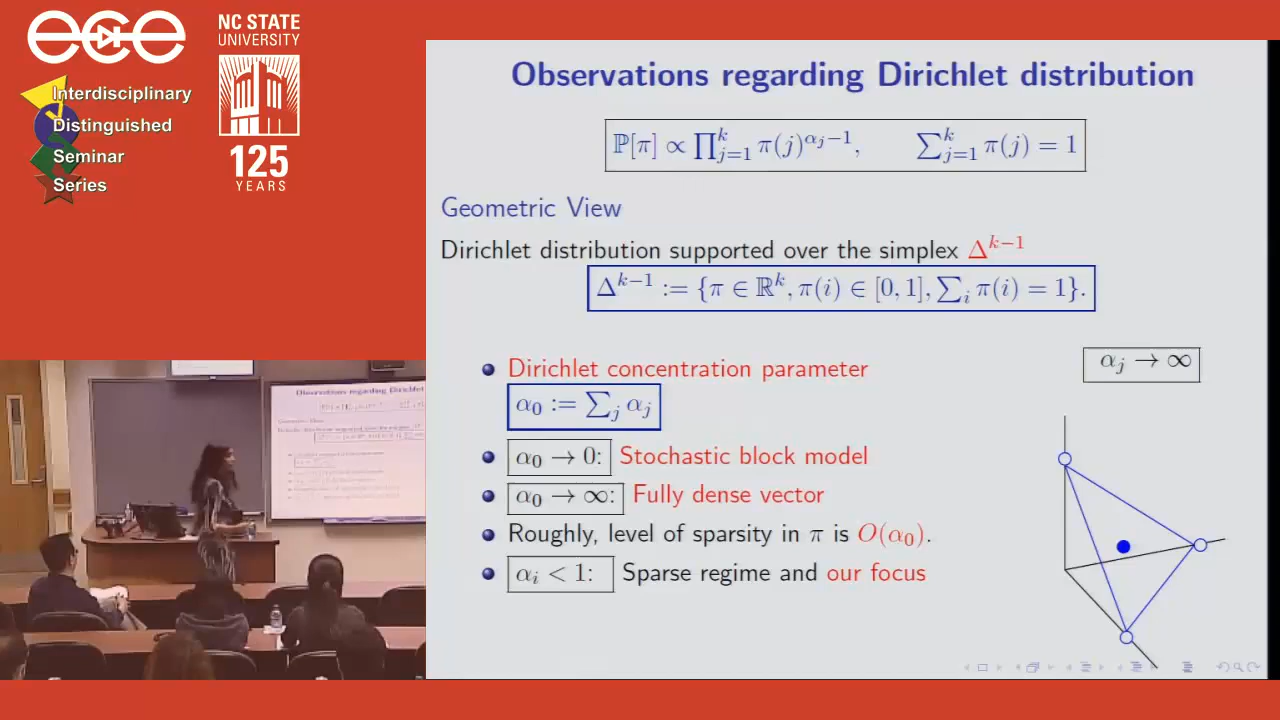 ece
NC STATE
UNIVERSITY
Interdisciplinary
Distinguished
Seminar
Series
125
YEARS
Observations regarding Dirichlet distribution
ℙ[π] ∝ ∏_{j=1}^{k} π(j)^{α_j−1}, ∑_{j=1}^{k} π(j) = 1
Geometric View
Dirichlet distribution supported over the simplex Δ^{k−1}
Δ^{k−1} := {π ∈ ℝ^k, π(i) ∈ [0, 1], ∑_i π(i) = 1}.
Dirichlet concentration parameter
α_0 := ∑_j α_j
α_0 → 0: Stochastic block model
α_0 → ∞: Fully dense vector
Roughly, level of sparsity in π is O(α_0).
α_i < 1: Sparse regime and our focus
α_j → ∞
Observations regarding Dirichlet